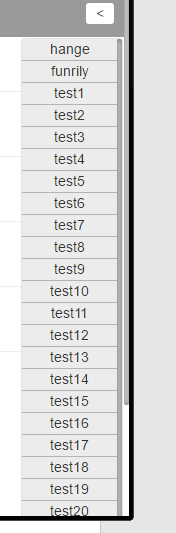 <
hange
funrily
test1
test2
test3
test4
test5
test6
test7
test8
test9
test10
test11
test12
test13
test14
test15
test16
test17
test18
test19
test20